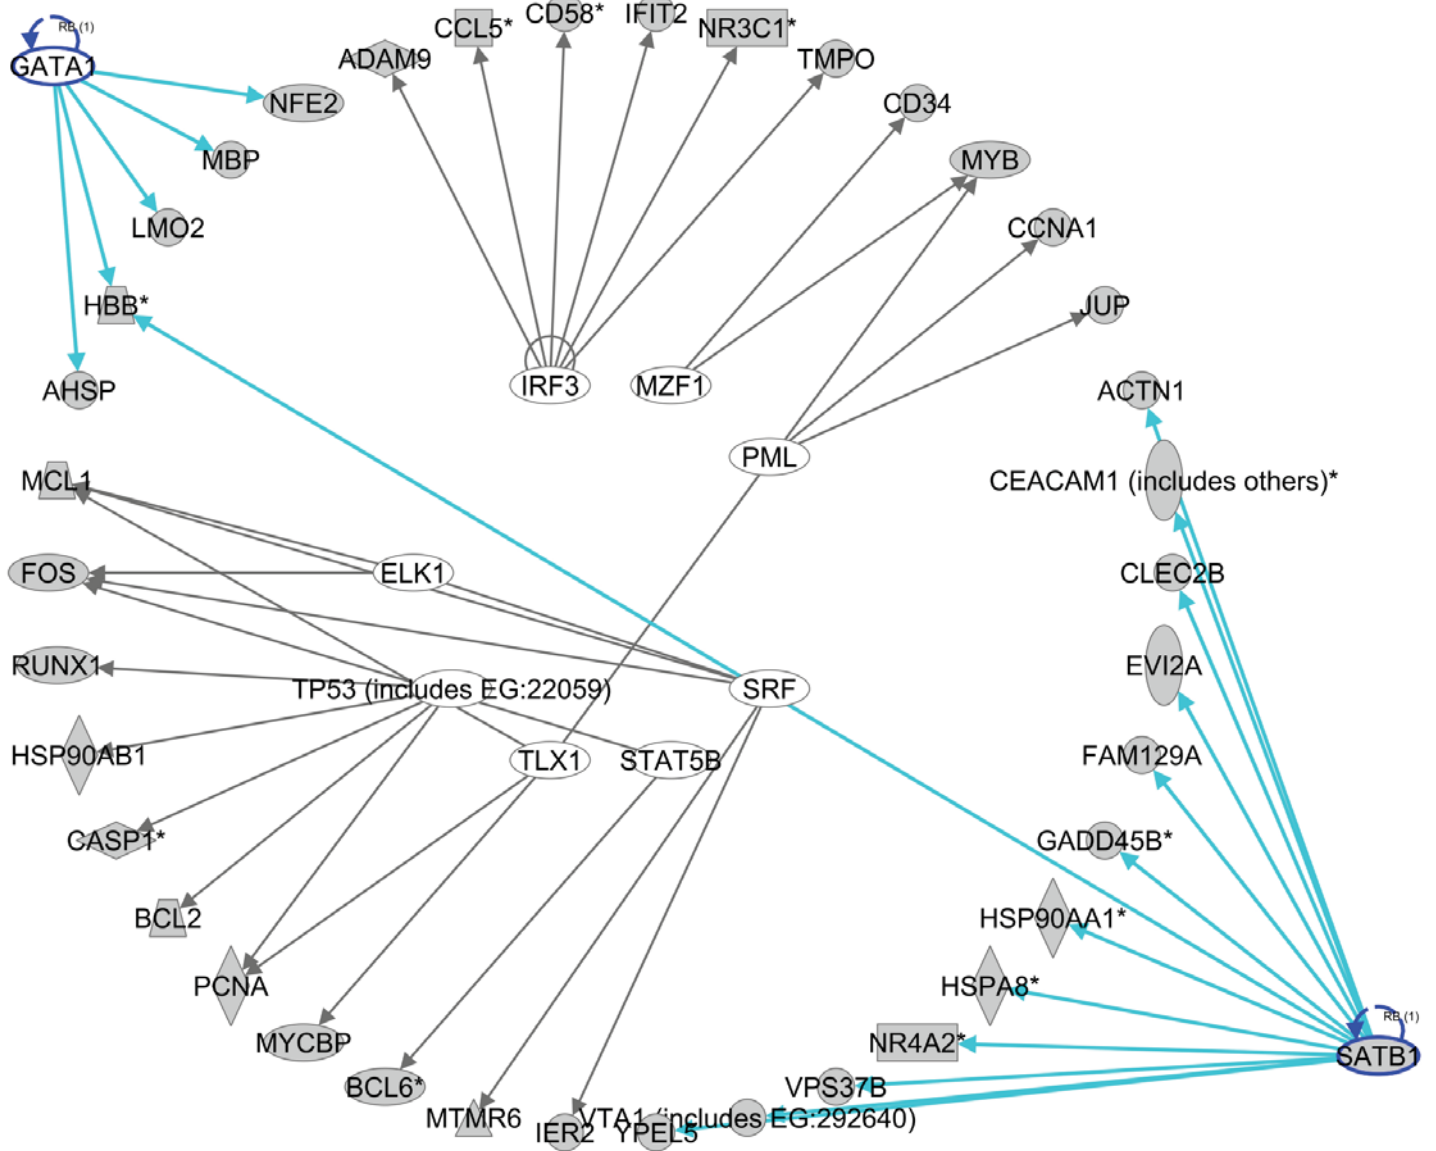 RB (1)
GATA1
NFE2
MBP
LMO2
HBB*
AHSP
ADAM9
CCL5*
CD58*
IFIT2
NR3C1*
TMPO
CD34
MYB
CCNA1
JUP
IRF3
MZF1
PML
ACTN1
CEACAM1 (includes others)*
CLEC2B
EVI2A
FAM129A
GADD45B*
HSP90AA1*
HSPA8*
NR4A2*
VPS37B
VTA1 (includes EG:292640)
YPEL5
IER2
MTMR6
BCL6*
MYCBP
PCNA
BCL2
CASP1*
HSP90AB1
RUNX1
FOS
MCL1
ELK1
TP53 (includes EG:22059)
SRF
TLX1
STAT5B
RB (1)
SATB1